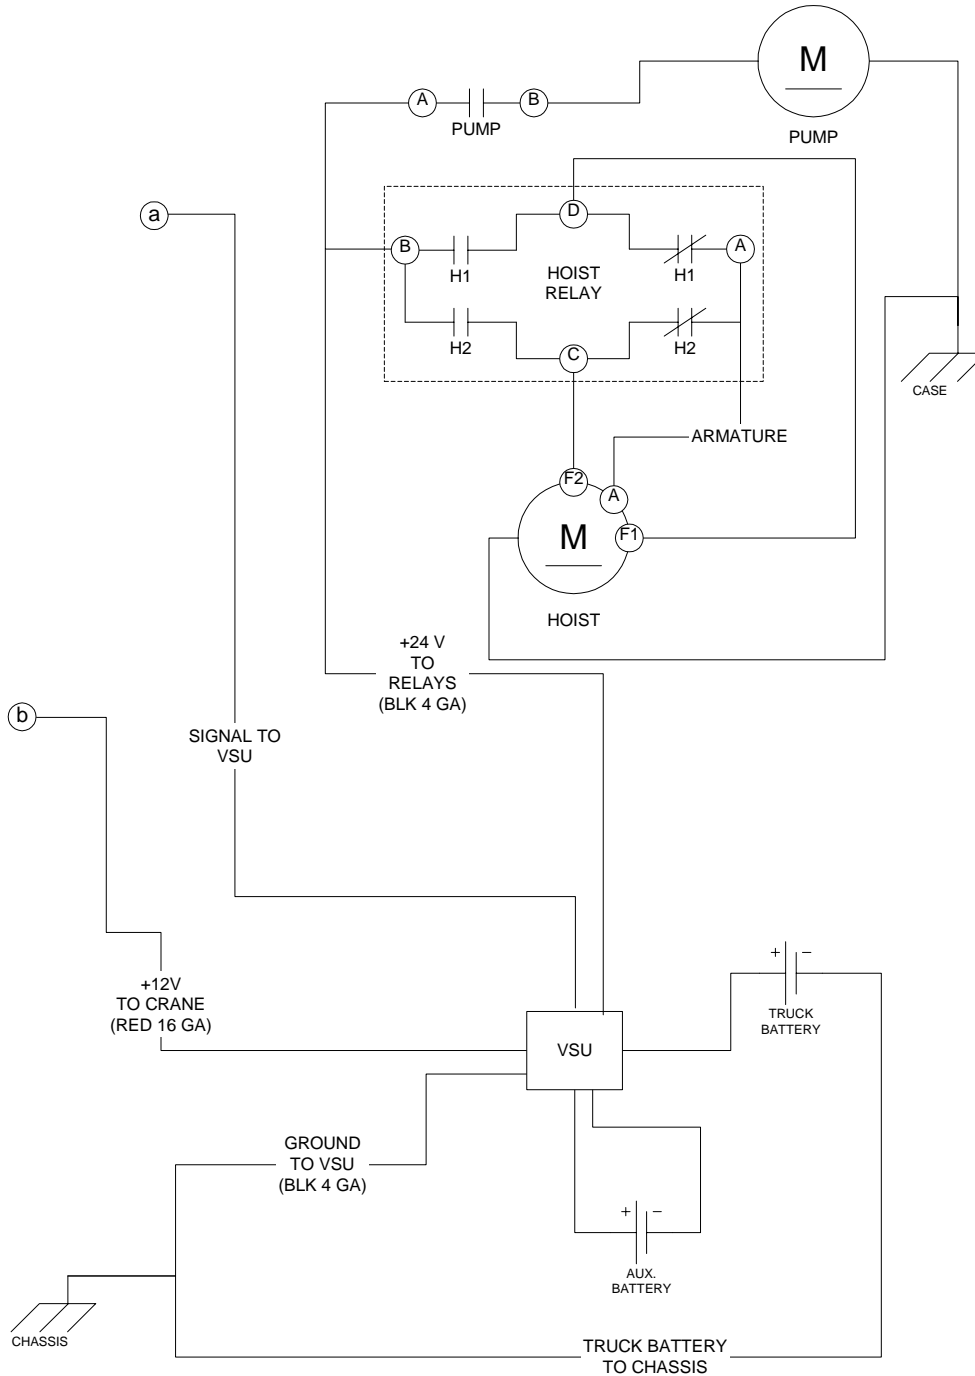 M
A
B
PUMP
PUMP
a
D
B
A
H1
HOIST
RELAY
H1
H2
H2
C
CASE
ARMATURE
F2
A
M
F1
HOIST
+24 V
TO
RELAYS
(BLK 4 GA)
b
SIGNAL TO
VSU
+ –
+12V
TO CRANE
(RED 16 GA)
TRUCK
BATTERY
VSU
GROUND
TO VSU
(BLK 4 GA)
+ –
AUX.
BATTERY
CHASSIS
TRUCK BATTERY
TO CHASSIS